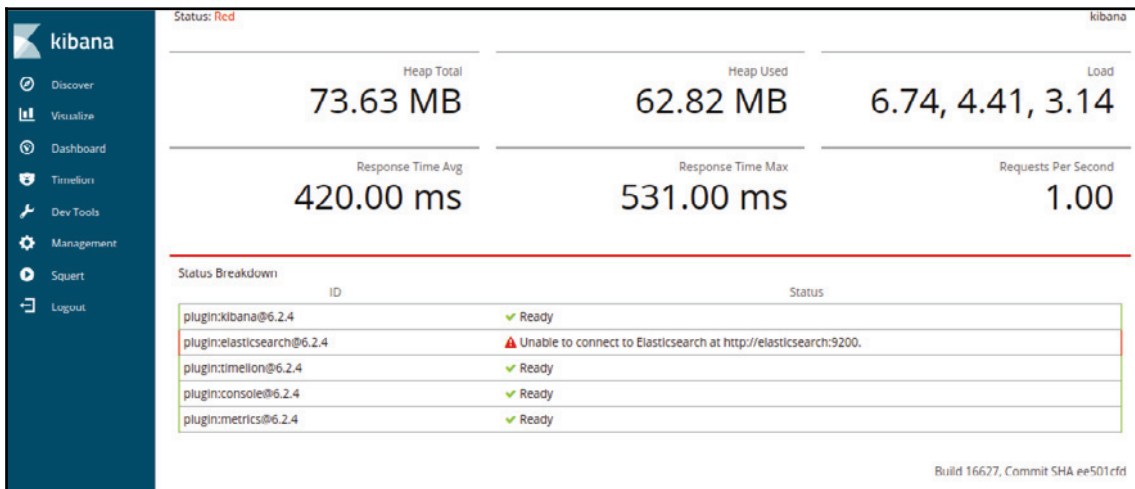 Status: Red
kibana
kibana
Discover
Visualize
Dashboard
Timelion
Dev Tools
Management
Squert
Logout
Heap Total
73.63 MB
Heap Used
62.82 MB
Load
6.74, 4.41, 3.14
Response Time Avg
420.00 ms
Response Time Max
531.00 ms
Requests Per Second
1.00
Status Breakdown
ID Status
plugin:kibana@6.2.4 Ready
plugin:elasticsearch@6.2.4 Unable to connect to Elasticsearch at http://elasticsearch:9200.
plugin:timelion@6.2.4 Ready
plugin:console@6.2.4 Ready
plugin:metrics@6.2.4 Ready
Build 16627, Commit SHA ee501cfd